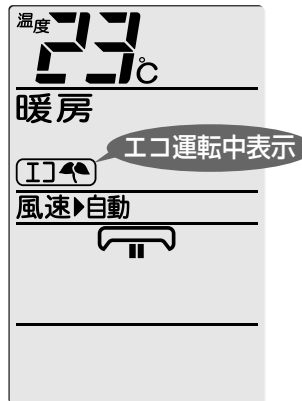 温度
23℃
暖房
エコ運転中表示
エコ
風速▶自動